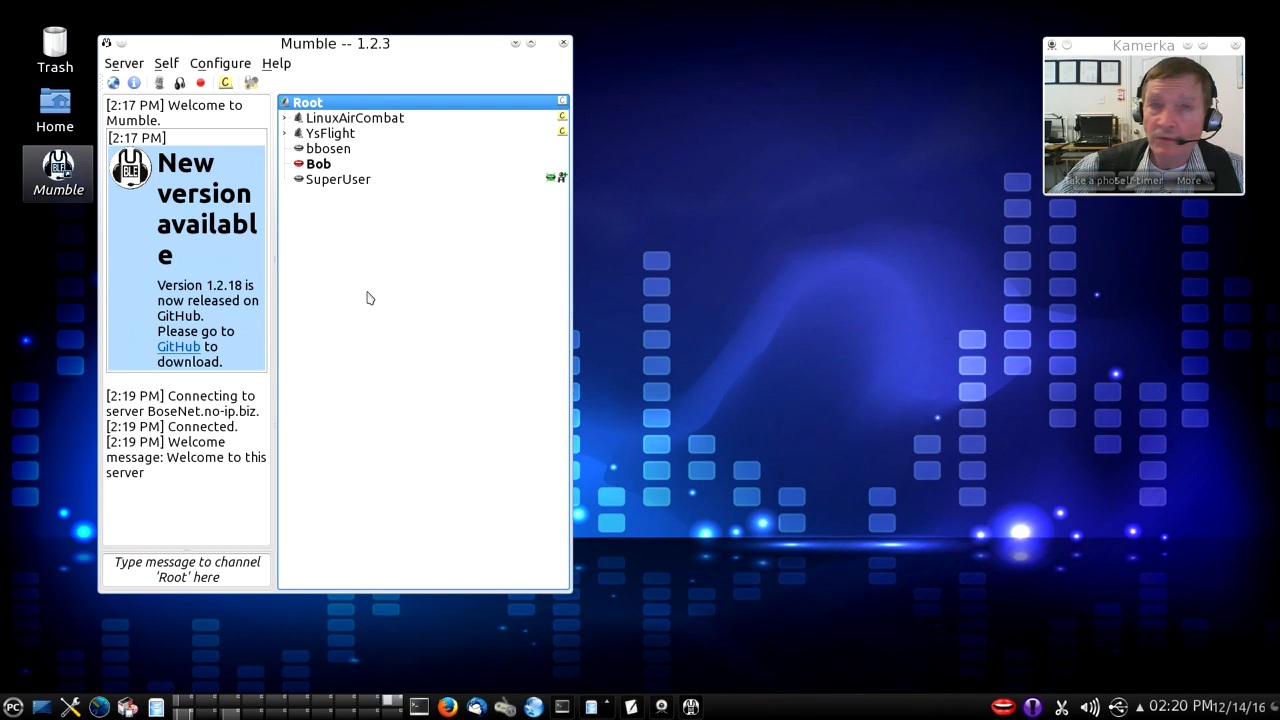 Trash
Home
Mumble
Mumble -- 1.2.3
Server Self Configure Help
[2:17 PM] Welcome to
Mumble.
[2:17 PM]
New
version
availabl
e
Version 1.2.18 is
now released on
GitHub.
Please go to
GitHub to
download.
[2:19 PM] Connecting to
server BoseNet.no-ip.biz.
[2:19 PM] Connected.
[2:19 PM] Welcome
message: Welcome to this
server
Type message to channel
'Root' here
Root
LinuxAirCombat
YsFlight
bbosen
Bob
SuperUser
Kamerka
Take a phot Self-timer More
PC
02:20 PM 12/14/16